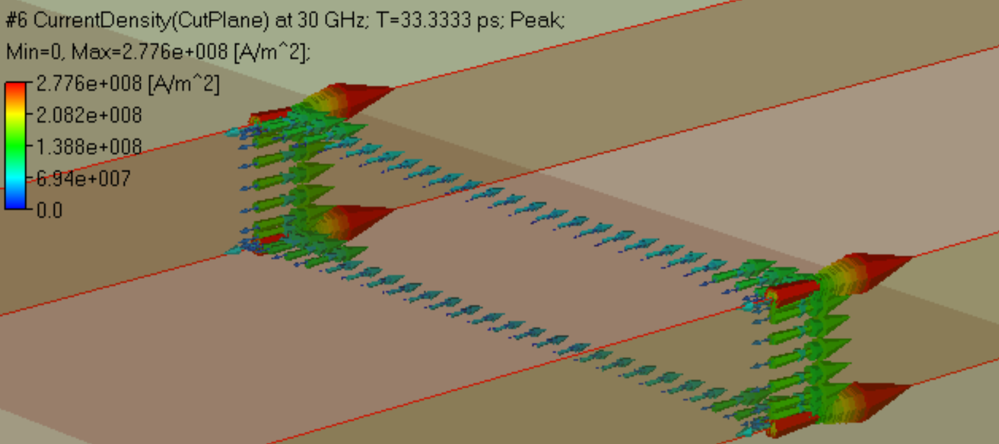 #6 CurrentDensity(CutPlane) at 30 GHz; T=33.3333 ps; Peak;
Min=0, Max=2.776e+008 [A/m^2];
2.776e+008 [A/m^2]
2.082e+008
1.388e+008
6.94e+007
0.0